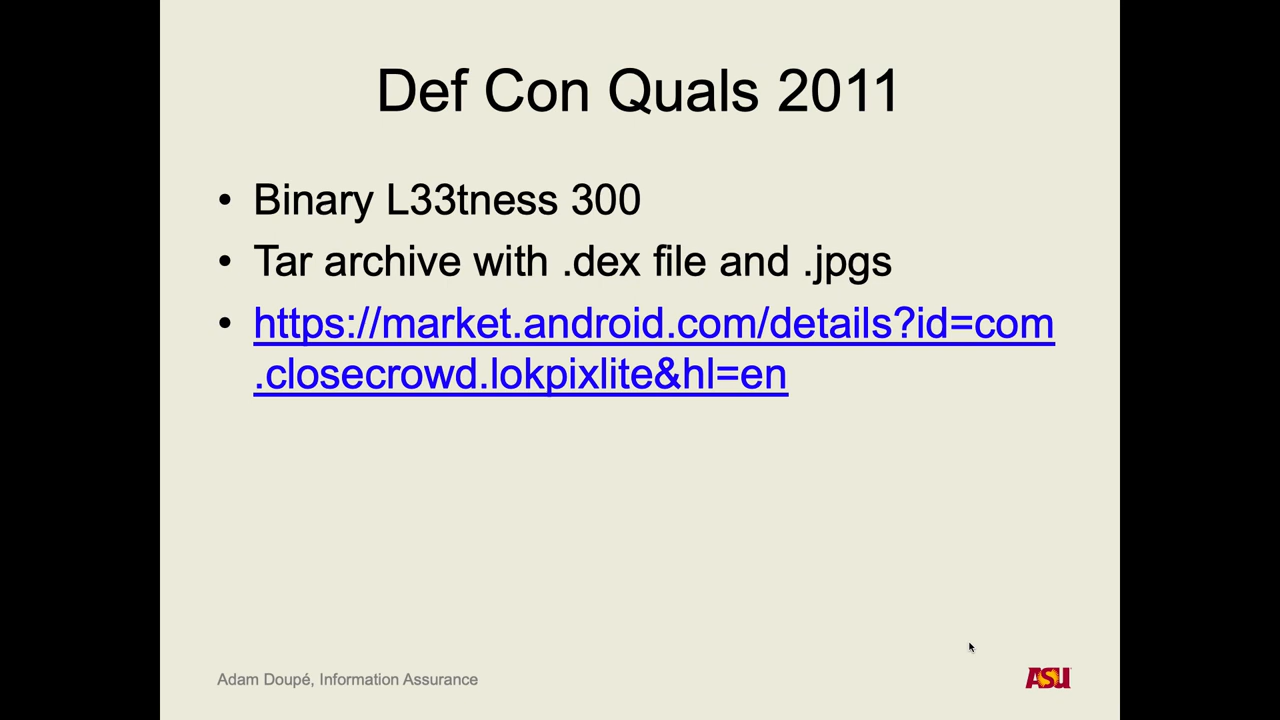 Def Con Quals 2011
• Binary L33tness 300
• Tar archive with .dex file and .jpgs
• https://market.android.com/details?id=com
.closecrowd.lokpixlite&hl=en
Adam Doupé, Information Assurance
ASU